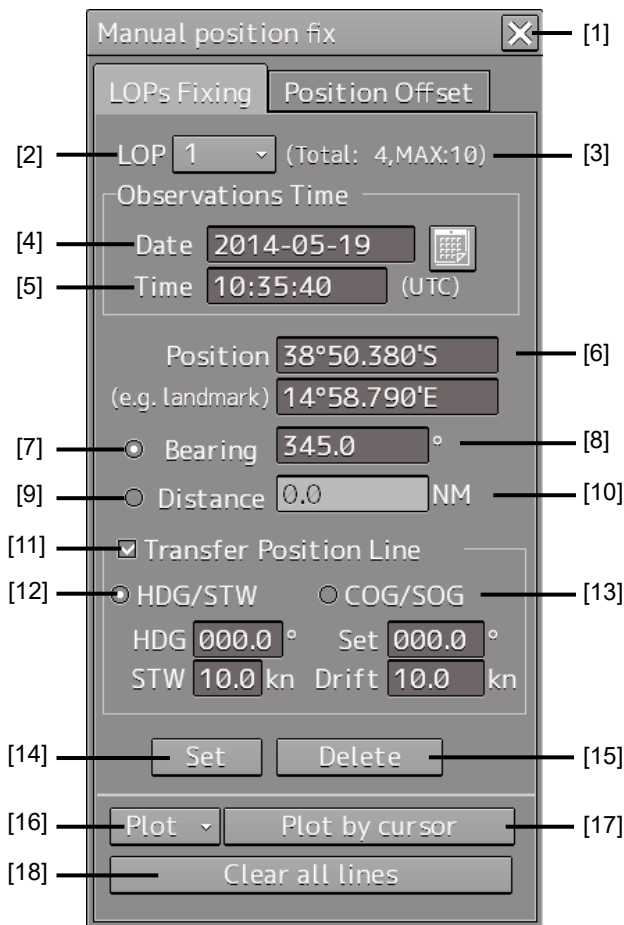 Manual position fix [1]
LOPs Fixing Position Offset
[2] LOP 1 (Total: 4,MAX:10) [3]
Observations Time
[4] Date 2014-05-19
[5] Time 10:35:40 (UTC)
Position 38°50.380'S [6]
(e.g. landmark) 14°58.790'E
[7] Bearing 345.0 ° [8]
[9] Distance 0.0 NM [10]
[11] Transfer Position Line
[12] HDG/STW COG/SOG [13]
HDG 000.0 ° Set 000.0 °
STW 10.0 kn Drift 10.0 kn
[14] Set Delete [15]
[16] Plot Plot by cursor [17]
[18] Clear all lines